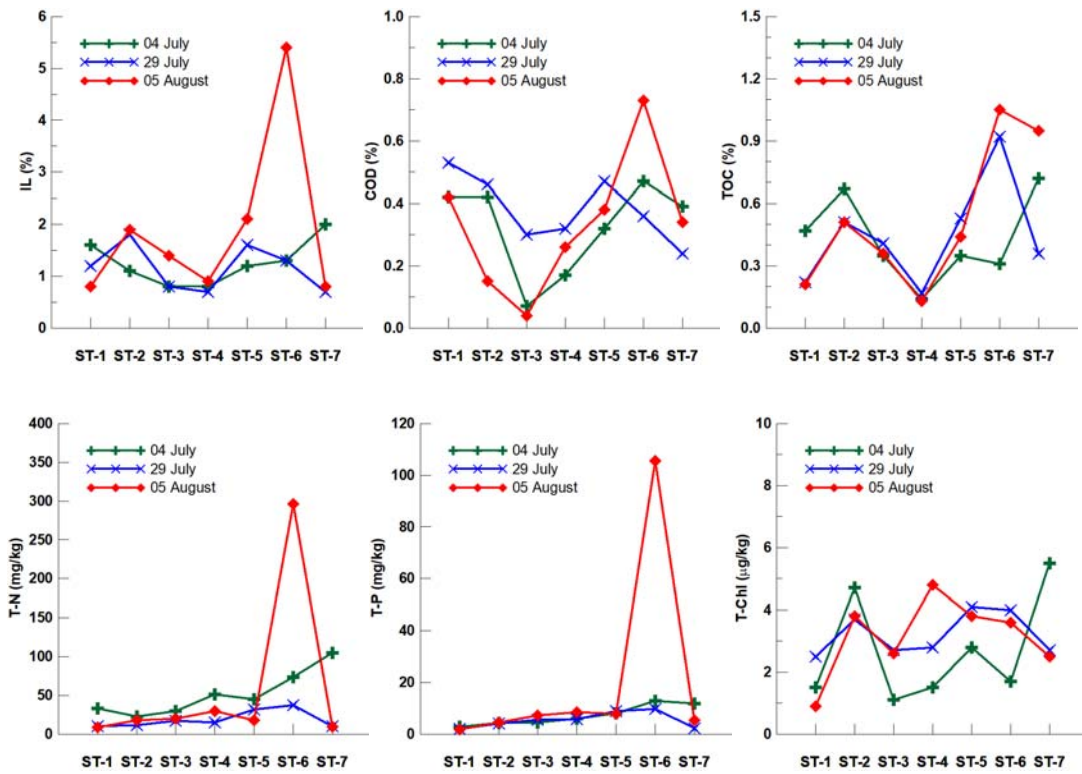 IL (%)
6
5
4
3
2
1
0
04 July
29 July
05 August
ST-1 ST-2 ST-3 ST-4 ST-5 ST-6 ST-7
COD (%)
1.0
0.8
0.6
0.4
0.2
0.0
04 July
29 July
05 August
ST-1 ST-2 ST-3 ST-4 ST-5 ST-6 ST-7
TOC (%)
1.5
1.2
0.9
0.6
0.3
0.0
04 July
29 July
05 August
ST-1 ST-2 ST-3 ST-4 ST-5 ST-6 ST-7
T-N (mg/kg)
400
350
300
250
200
150
100
50
0
04 July
29 July
05 August
ST-1 ST-2 ST-3 ST-4 ST-5 ST-6 ST-7
T-P (mg/kg)
120
100
80
60
40
20
0
04 July
29 July
05 August
ST-1 ST-2 ST-3 ST-4 ST-5 ST-6 ST-7
T-Chl (µg/kg)
10
8
6
4
2
0
04 July
29 July
05 August
ST-1 ST-2 ST-3 ST-4 ST-5 ST-6 ST-7